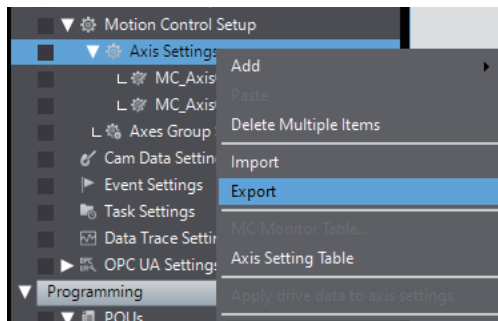 Motion Control Setup
Axis Settings
MC_Axis
MC_Axis
Axes Group
Cam Data Settin
Event Settings
Task Settings
Data Trace Settin
OPC UA Settings
Programming
POUs
Add
Paste
Delete Multiple Items
Import
Export
MC Monitor Table...
Axis Setting Table
Apply drive data to axis settings